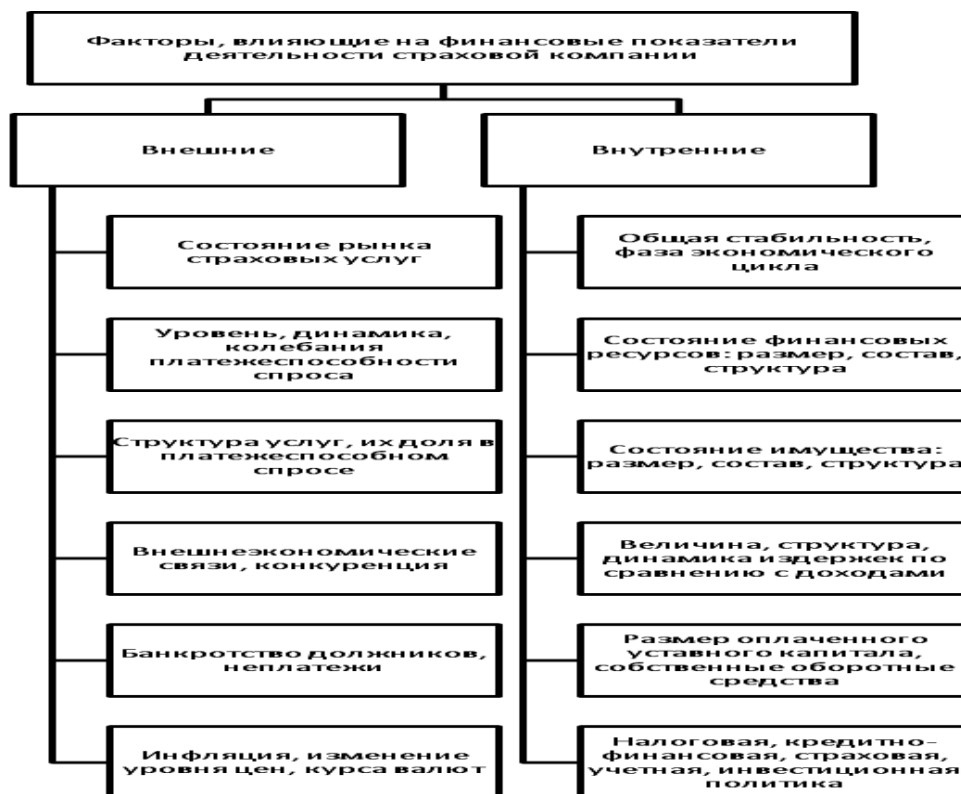 Факторы, влияющие на финансовые показатели
деятельности страховой компании
Внешние
Внутренние
Состояние рынка
страховых услуг
Уровень, динамика,
колебания
платежеспособности
спроса
Структура услуг, их доля в
платежеспособном
спросе
Внешнеэкономические
связи, конкуренция
Банкротство должников,
неплатежи
Инфляция, изменение
уровня цен, курса валют
Общая стабильность,
фаза экономического
цикла
Состояние финансовых
ресурсов: размер, состав,
структура
Состояние имущества:
размер, состав, структура
Величина, структура,
динамика издержек по
сравнению с доходами
Размер оплаченного
уставного капитала,
собственные оборотные
средства
Налоговая, кредитно-
финансовая, страховая,
учетная, инвестиционная
политика